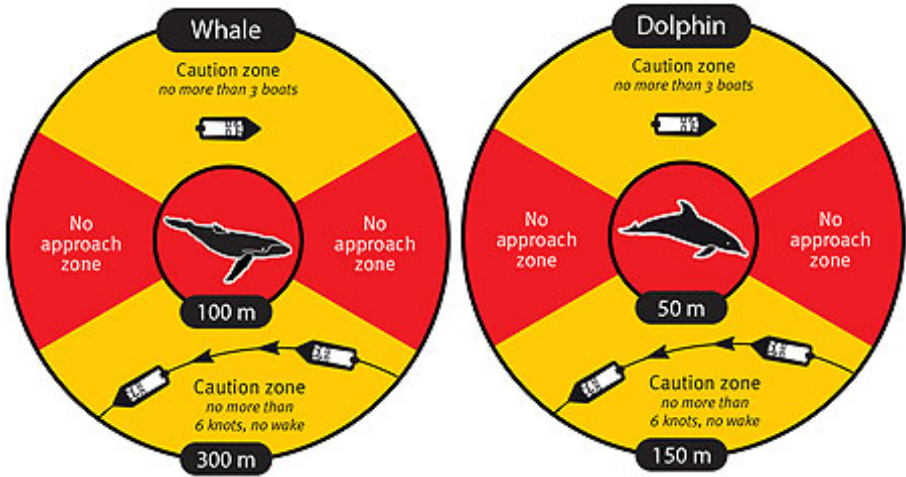 Whale
Caution zone
no more than 3 boats
No
approach
zone
No
approach
zone
100 m
Caution zone
no more than
6 knots, no wake
300 m
Dolphin
Caution zone
no more than 3 boats
No
approach
zone
No
approach
zone
50 m
Caution zone
no more than
6 knots, no wake
150 m